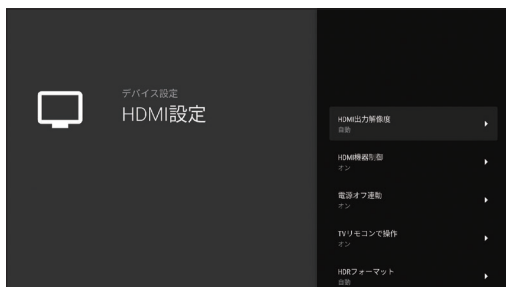 デバイス設定
HDMI設定
HDMI出力解像度
自動
HDMI機器制御
オン
電源オフ連動
オン
TVリモコンで操作
オン
HDRフォーマット
自動